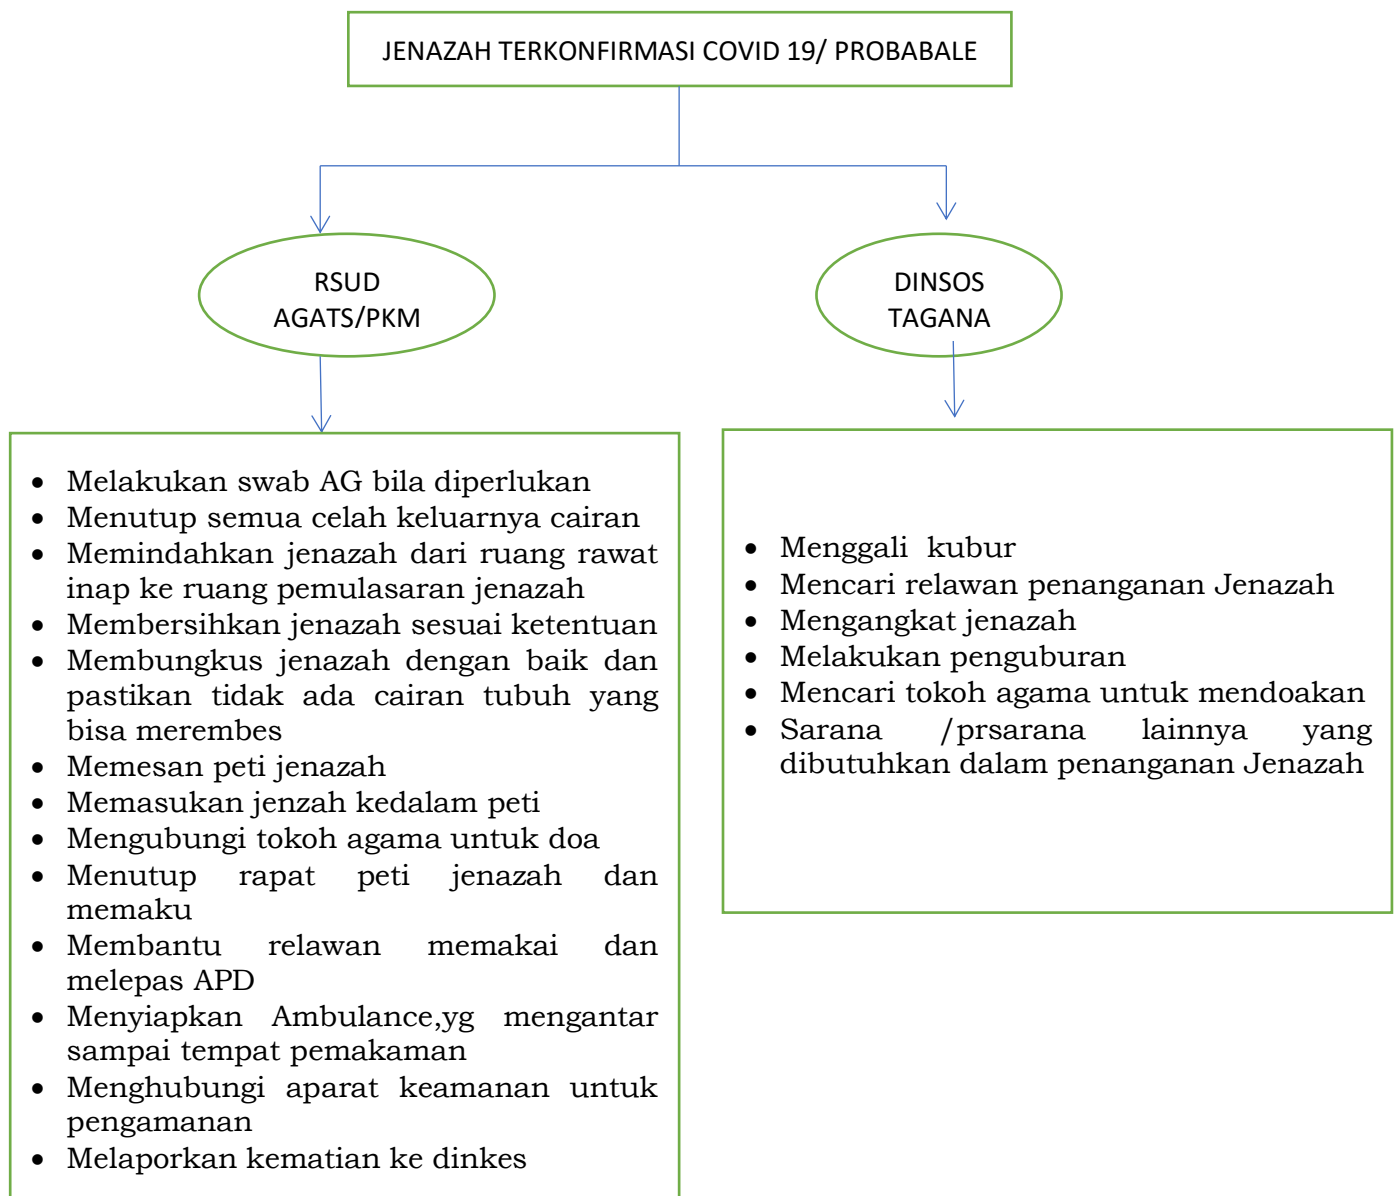 JENAZAH TERKONFIRMASI COVID 19/ PROBABALE
RSUD
AGATS/PKM
DINSOS
TAGANA
• Melakukan swab AG bila diperlukan
• Menutup semua celah keluarnya cairan
• Memindahkan jenazah dari ruang rawat
inap ke ruang pemulasaran jenazah
• Membersihkan jenazah sesuai ketentuan
• Membungkus jenazah dengan baik dan
pastikan tidak ada cairan tubuh yang
bisa merembes
• Memesan peti jenazah
• Memasukan jenzah kedalam peti
• Mengubungi tokoh agama untuk doa
• Menutup rapat peti jenazah dan
memaku
• Membantu relawan memakai dan
melepas APD
• Menyiapkan Ambulance,yg mengantar
sampai tempat pemakaman
• Menghubungi aparat keamanan untuk
pengamanan
• Melaporkan kematian ke dinkes
• Menggali kubur
• Mencari relawan penanganan Jenazah
• Mengangkat jenazah
• Melakukan penguburan
• Mencari tokoh agama untuk mendoakan
• Sarana /prsarana lainnya yang
dibutuhkan dalam penanganan Jenazah